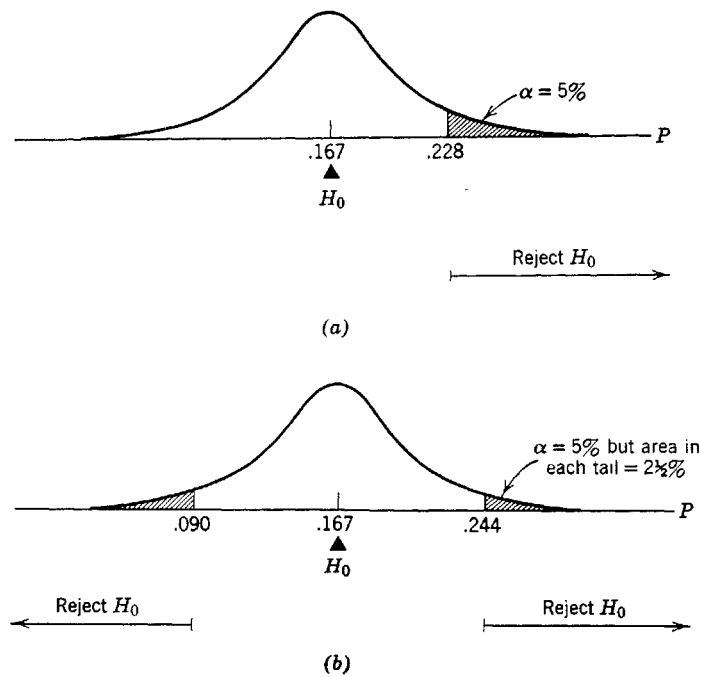 α = 5%
P
.167 .228
H₀
Reject H₀
(a)
α = 5% but area in
each tail = 2½%
P
.090 .167 .244
H₀
Reject H₀ Reject H₀
(b)